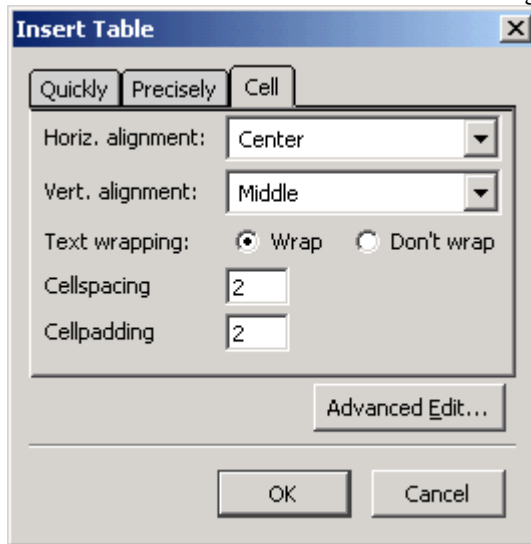 Insert Table
Quickly Precisely Cell
Horiz. alignment: Center
Vert. alignment: Middle
Text wrapping: Wrap Don't wrap
Cellspacing 2
Cellpadding 2
Advanced Edit...
OK Cancel